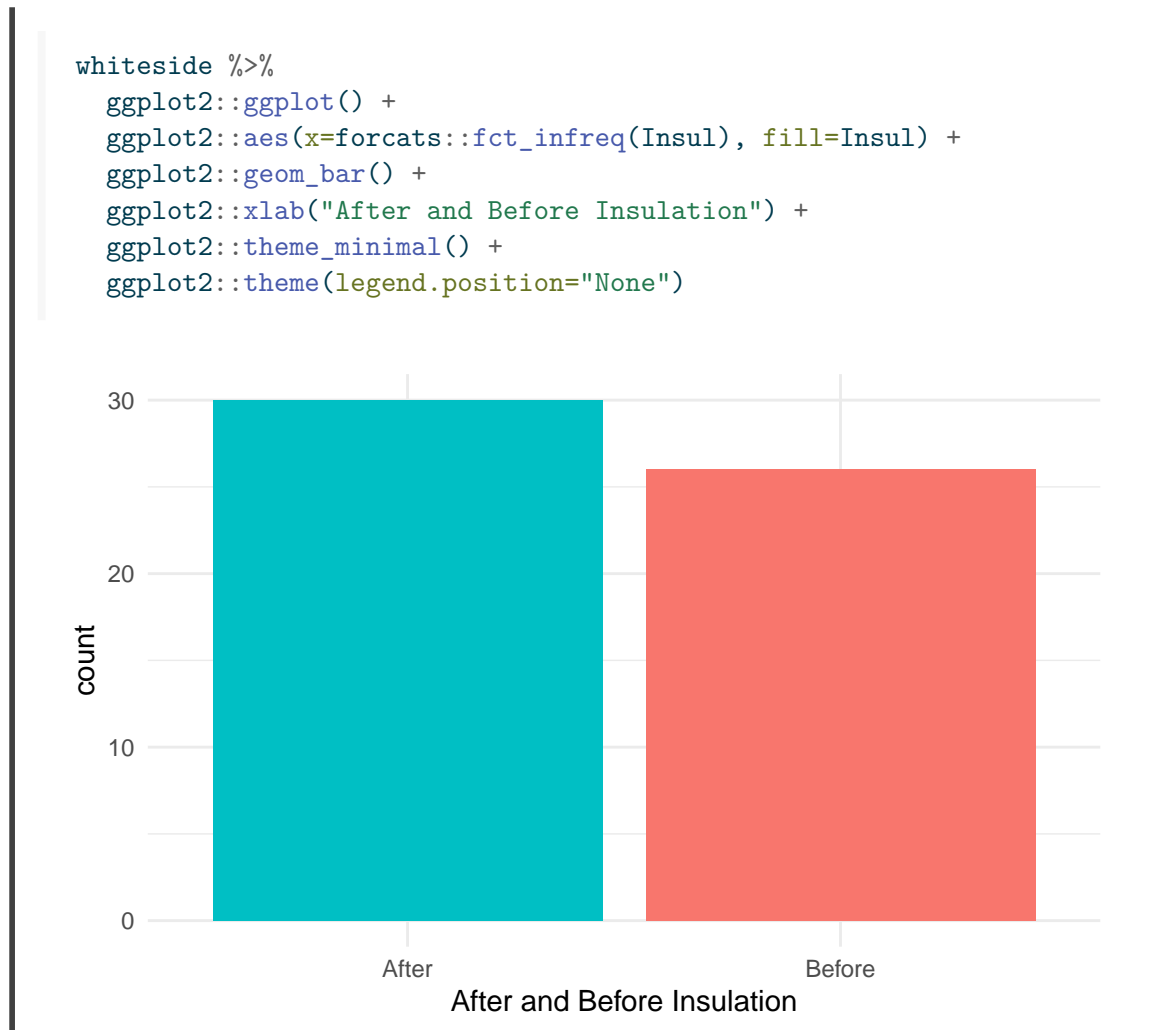 whiteside %>%
  ggplot2::ggplot() +
  ggplot2::aes(x=forcats::fct_infreq(Insul), fill=Insul) +
  ggplot2::geom_bar() +
  ggplot2::xlab("After and Before Insulation") +
  ggplot2::theme_minimal() +
  ggplot2::theme(legend.position="None")
30
20
10
0
count
After Before
After and Before Insulation